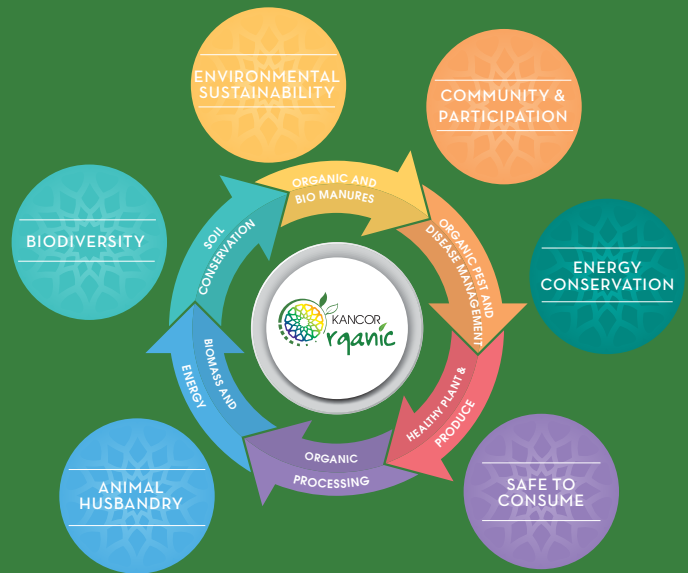 ENVIRONMENTAL
SUSTAINABILITY
COMMUNITY &
PARTICIPATION
ENERGY
CONSERVATION
SAFE TO
CONSUME
ANIMAL
HUSBANDRY
BIODIVERSITY
ORGANIC AND
BIO MANURES
ORGANIC PEST AND
DISEASE MANAGEMENT
HEALTHY PLANT &
PRODUCE
ORGANIC
PROCESSING
BIOMASS AND
ENERGY
SOIL
CONSERVATION
KANCOR
rganic